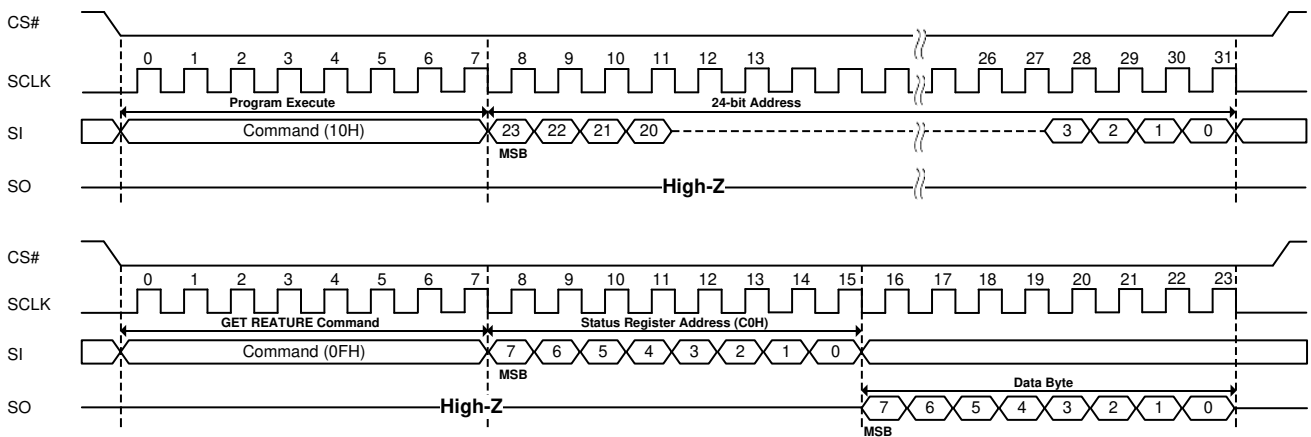 CS#
0 1 2 3 4 5 6 7 8 9 10 11 12 13 26 27 28 29 30 31
SCLK
Program Execute 24-bit Address
SI Command (10H) 23 22 21 20 3 2 1 0
MSB
SO High-Z
CS#
0 1 2 3 4 5 6 7 8 9 10 11 12 13 14 15 16 17 18 19 20 21 22 23
SCLK
GET REATURE Command Status Register Address (C0H)
SI Command (0FH) 7 6 5 4 3 2 1 0
MSB Data Byte
SO High-Z 7 6 5 4 3 2 1 0
MSB